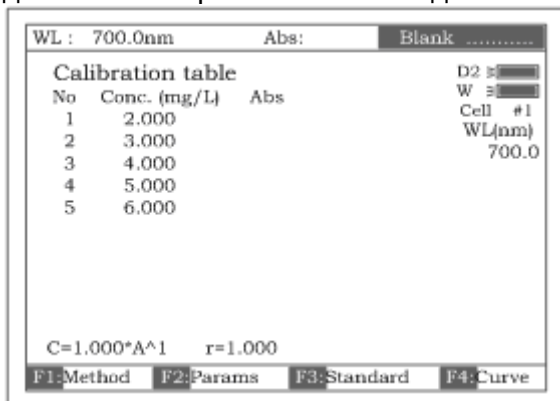 WL : 700.0nm Abs: Blank ...........
Calibration table
D2
No Conc. (mg/L) Abs
W
1 2.000
Cell #1
2 3.000
WL(nm)
3 4.000
700.0
4 5.000
5 6.000
C=1.000*A^1 r=1.000
F1:Method F2:Params F3:Standard F4:Curve